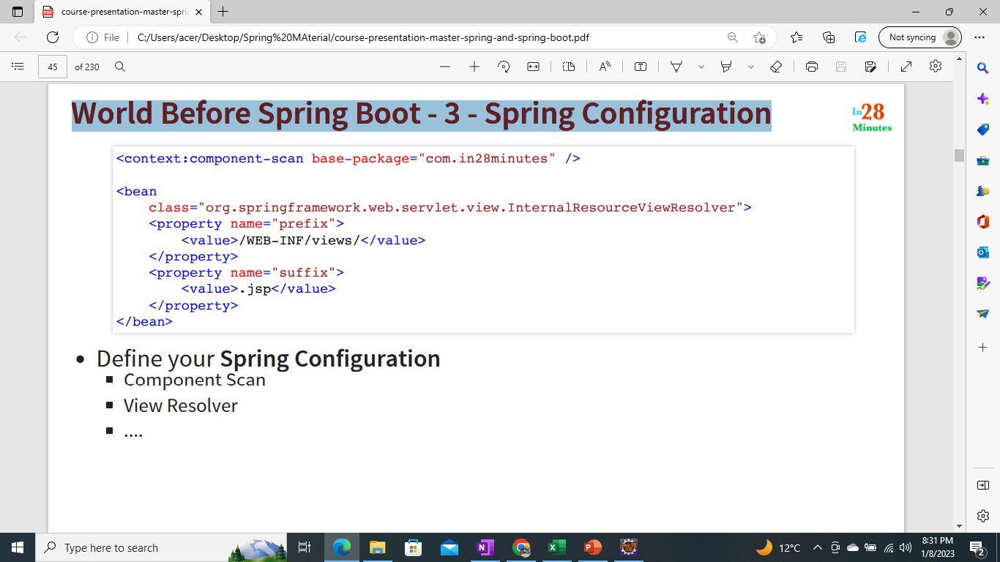 course-presentation-master-spri
File
C:/Users/acer/Desktop/Spring%20MAterial/course-presentation-master-spring-and-spring-boot.pdf
Not syncing
45 of 230
World Before Spring Boot - 3 - Spring Configuration
In28
Minutes
<context:component-scan base-package="com.in28minutes" />
<bean
class="org.springframework.web.servlet.view.InternalResourceViewResolver">
<property name="prefix">
<value>/WEB-INF/views/</value>
</property>
<property name="suffix">
<value>.jsp</value>
</property>
</bean>
• Define your Spring Configuration
▪ Component Scan
▪ View Resolver
▪ ....
Type here to search
12°C
8:31 PM
1/8/2023
2